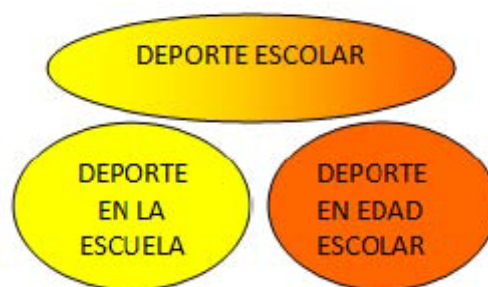 DEPORTE ESCOLAR
DEPORTE
EN LA
ESCUELA
DEPORTE
EN EDAD
ESCOLAR